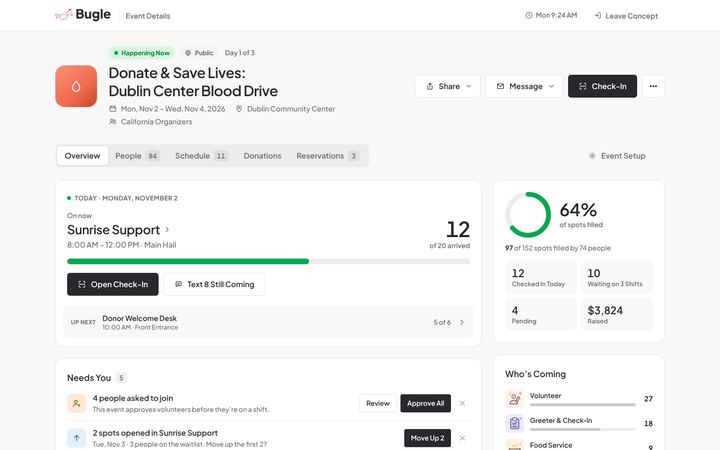 Bugle
Event Details
Mon 9:24 AM
Leave Concept
Happening Now
Public
Day 1 of 3
Donate & Save Lives:
Dublin Center Blood Drive
Mon, Nov 2 – Wed, Nov 4, 2026
Dublin Community Center
California Organizers
Share
Message
Check-In
Overview
People 84
Schedule 11
Donations
Reservations 3
Event Setup
TODAY · MONDAY, NOVEMBER 2
On now
Sunrise Support
8:00 AM – 12:00 PM · Main Hall
12
of 20 arrived
Open Check-In
Text 8 Still Coming
UP NEXT
Donor Welcome Desk
10:00 AM · Front Entrance
5 of 6
64%
of spots filled
97 of 152 spots filled by 74 people
12
Checked In Today
10
Waiting on 3 Shifts
4
Pending
$3,824
Raised
Needs You 5
4 people asked to join
This event approves volunteers before they're on a shift.
Review
Approve All
2 spots opened in Sunrise Support
Tue, Nov 3 · 3 people on the waitlist. Move up the first 2?
Move Up 2
Who's Coming
Volunteer
27
Greeter & Check-In
18
Food Service
9